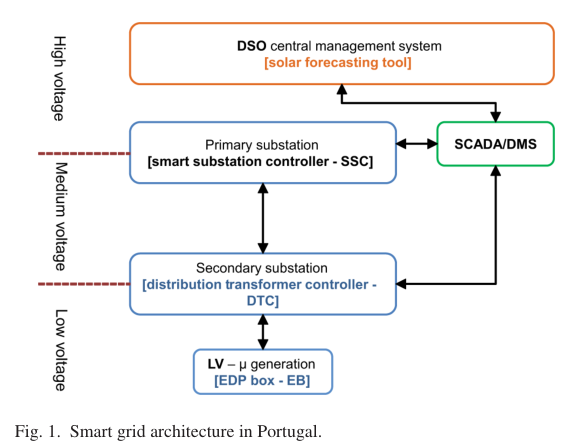 High voltage
DSO central management system
[solar forecasting tool]
Primary substation
[smart substation controller - SSC]
SCADA/DMS
Medium voltage
Secondary substation
[distribution transformer controller -
DTC]
Low voltage
LV – μ generation
[EDP box - EB]
Fig. 1. Smart grid architecture in Portugal.